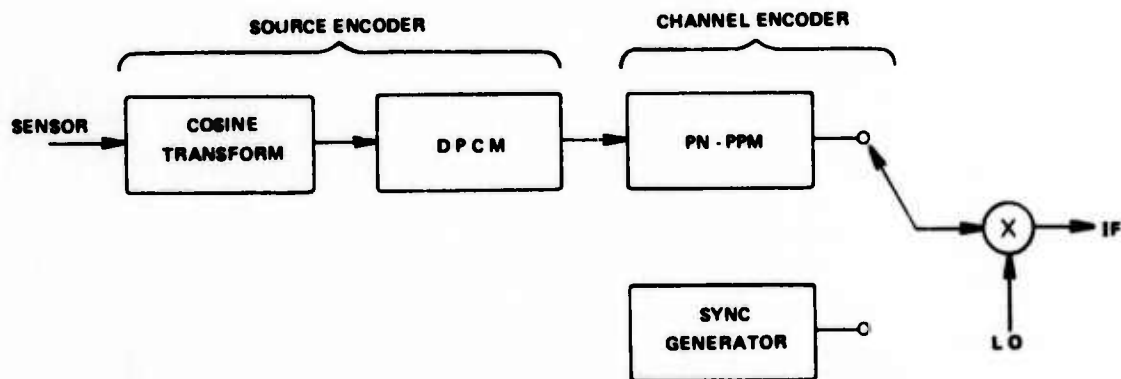 SOURCE ENCODER
CHANNEL ENCODER
SENSOR
COSINE
TRANSFORM
DPCM
PN - PPM
X
IF
SYNC
GENERATOR
LO